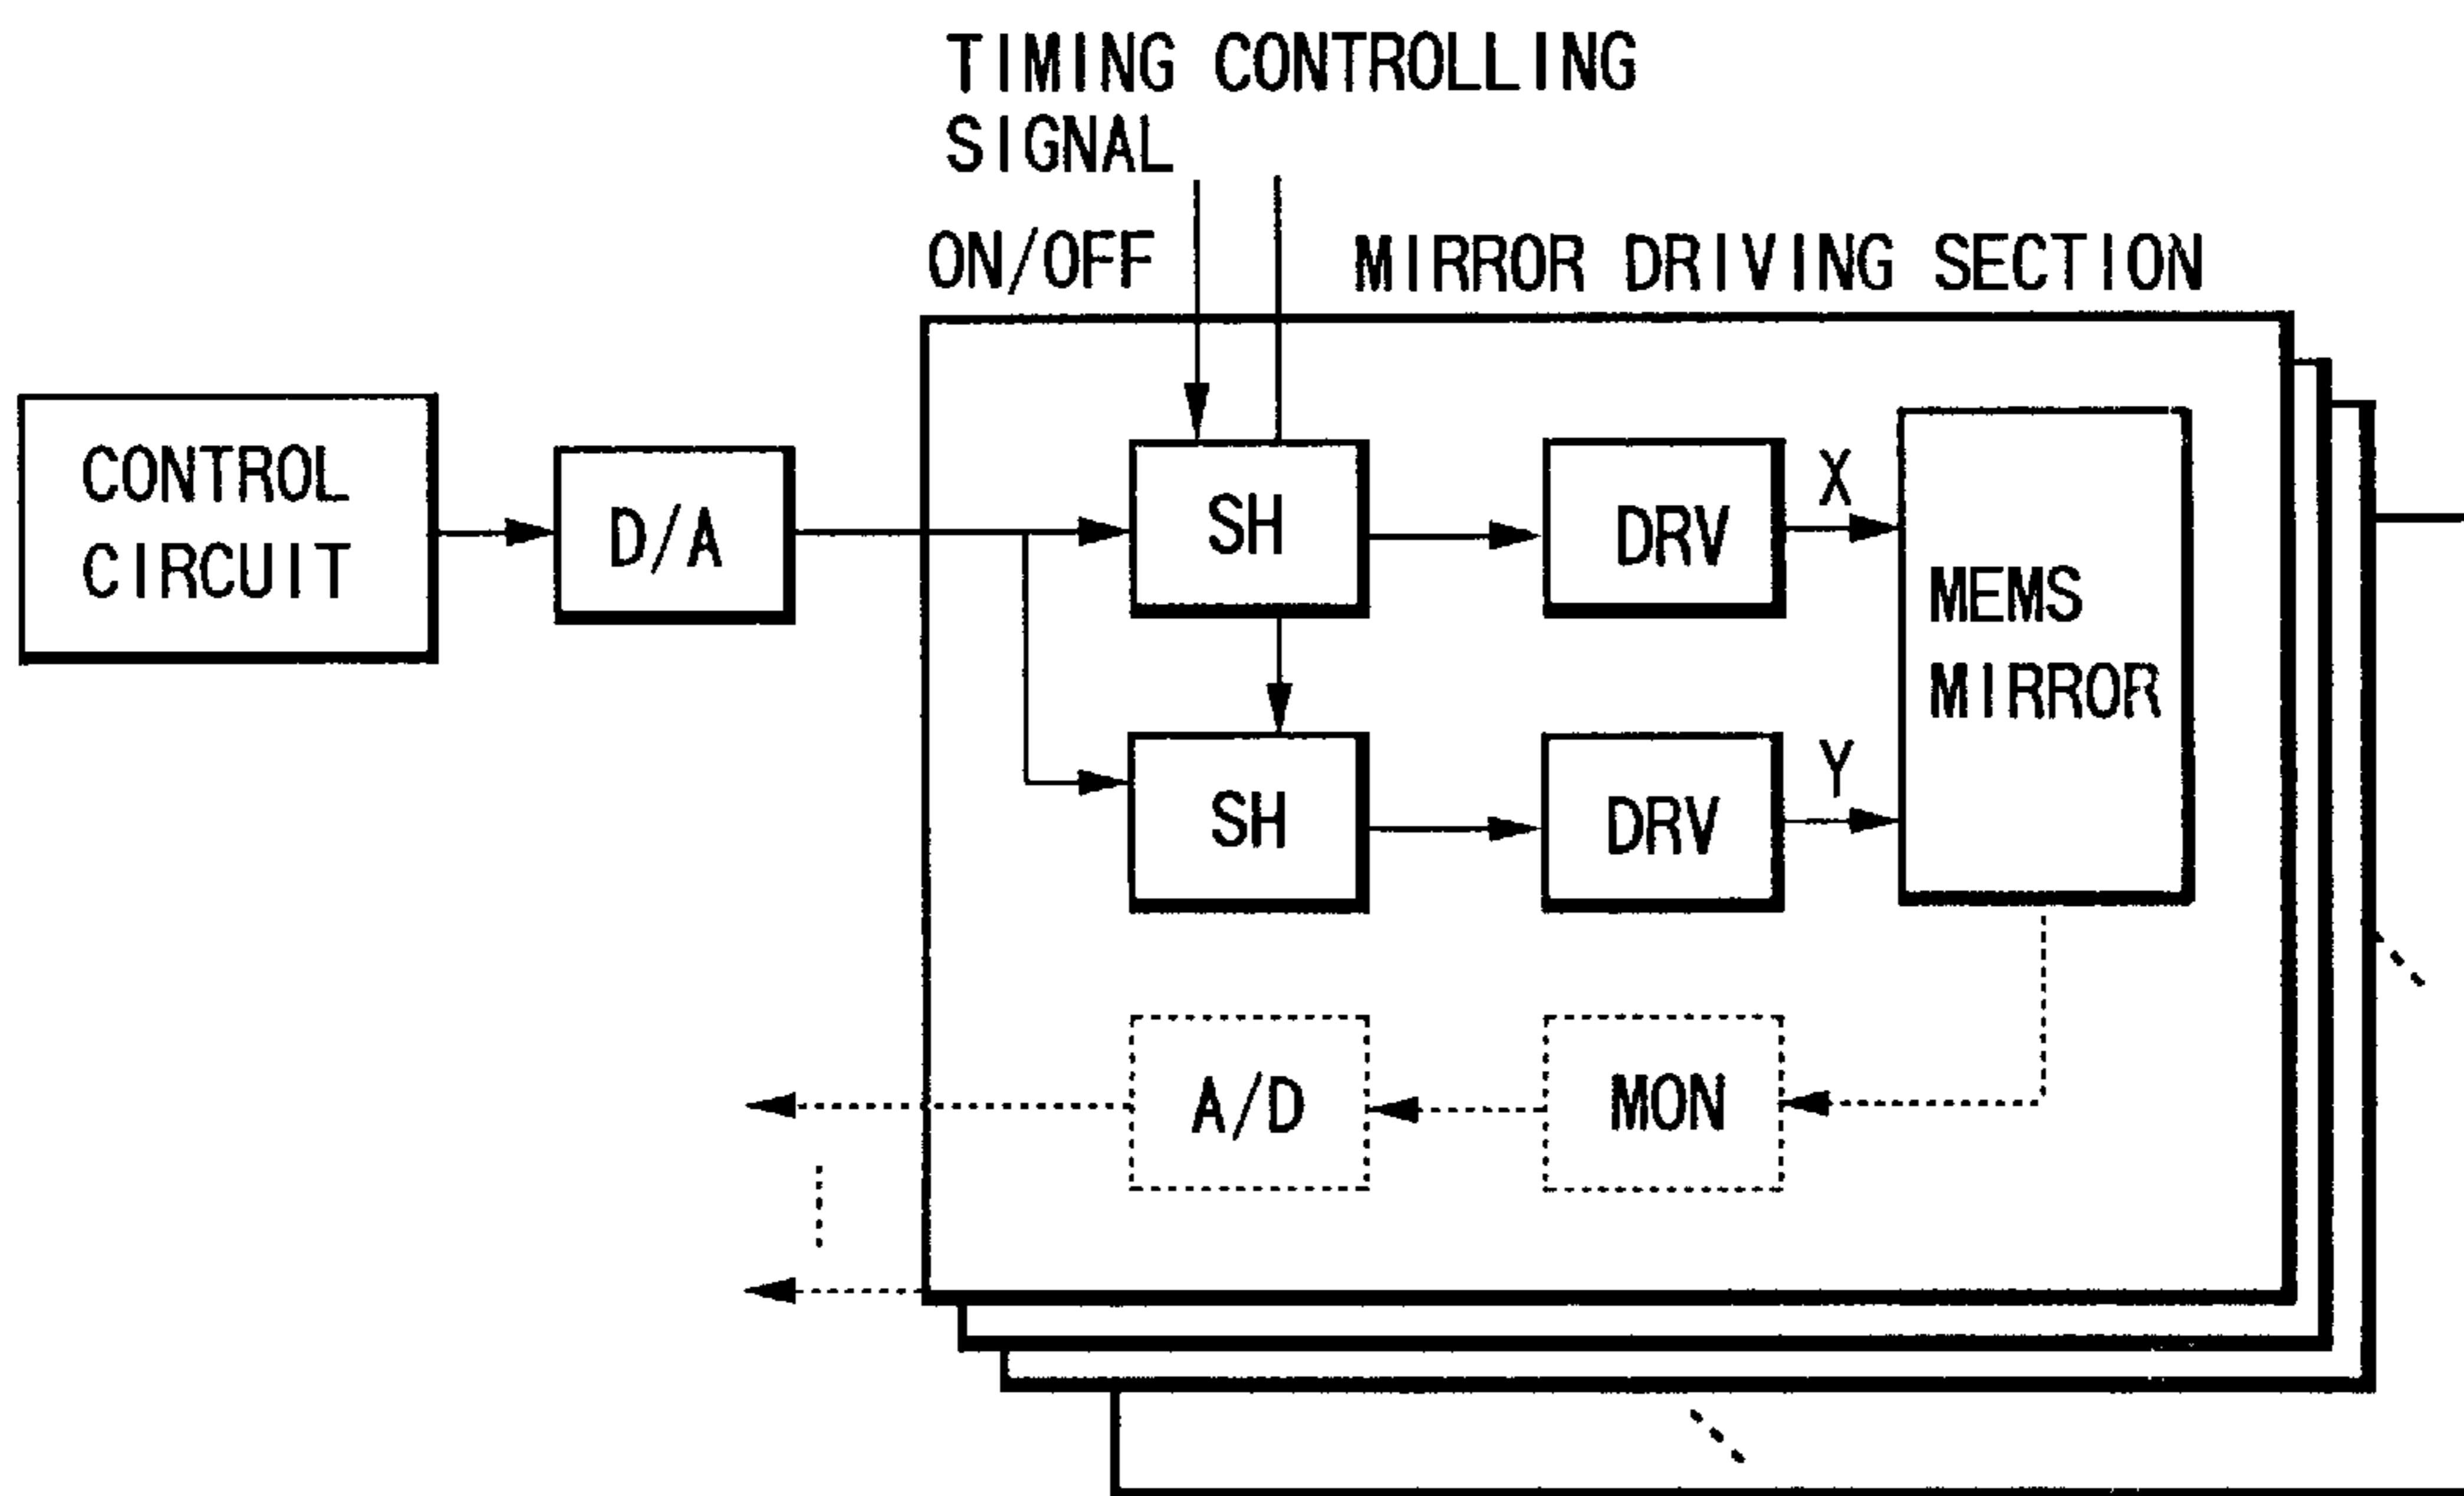 TIMING CONTROLLING
SIGNAL
ON/OFF
MIRROR DRIVING SECTION
CONTROL
CIRCUIT
D/A
SH
DRV
X
MEMS
MIRROR
SH
DRV
Y
A/D
MON